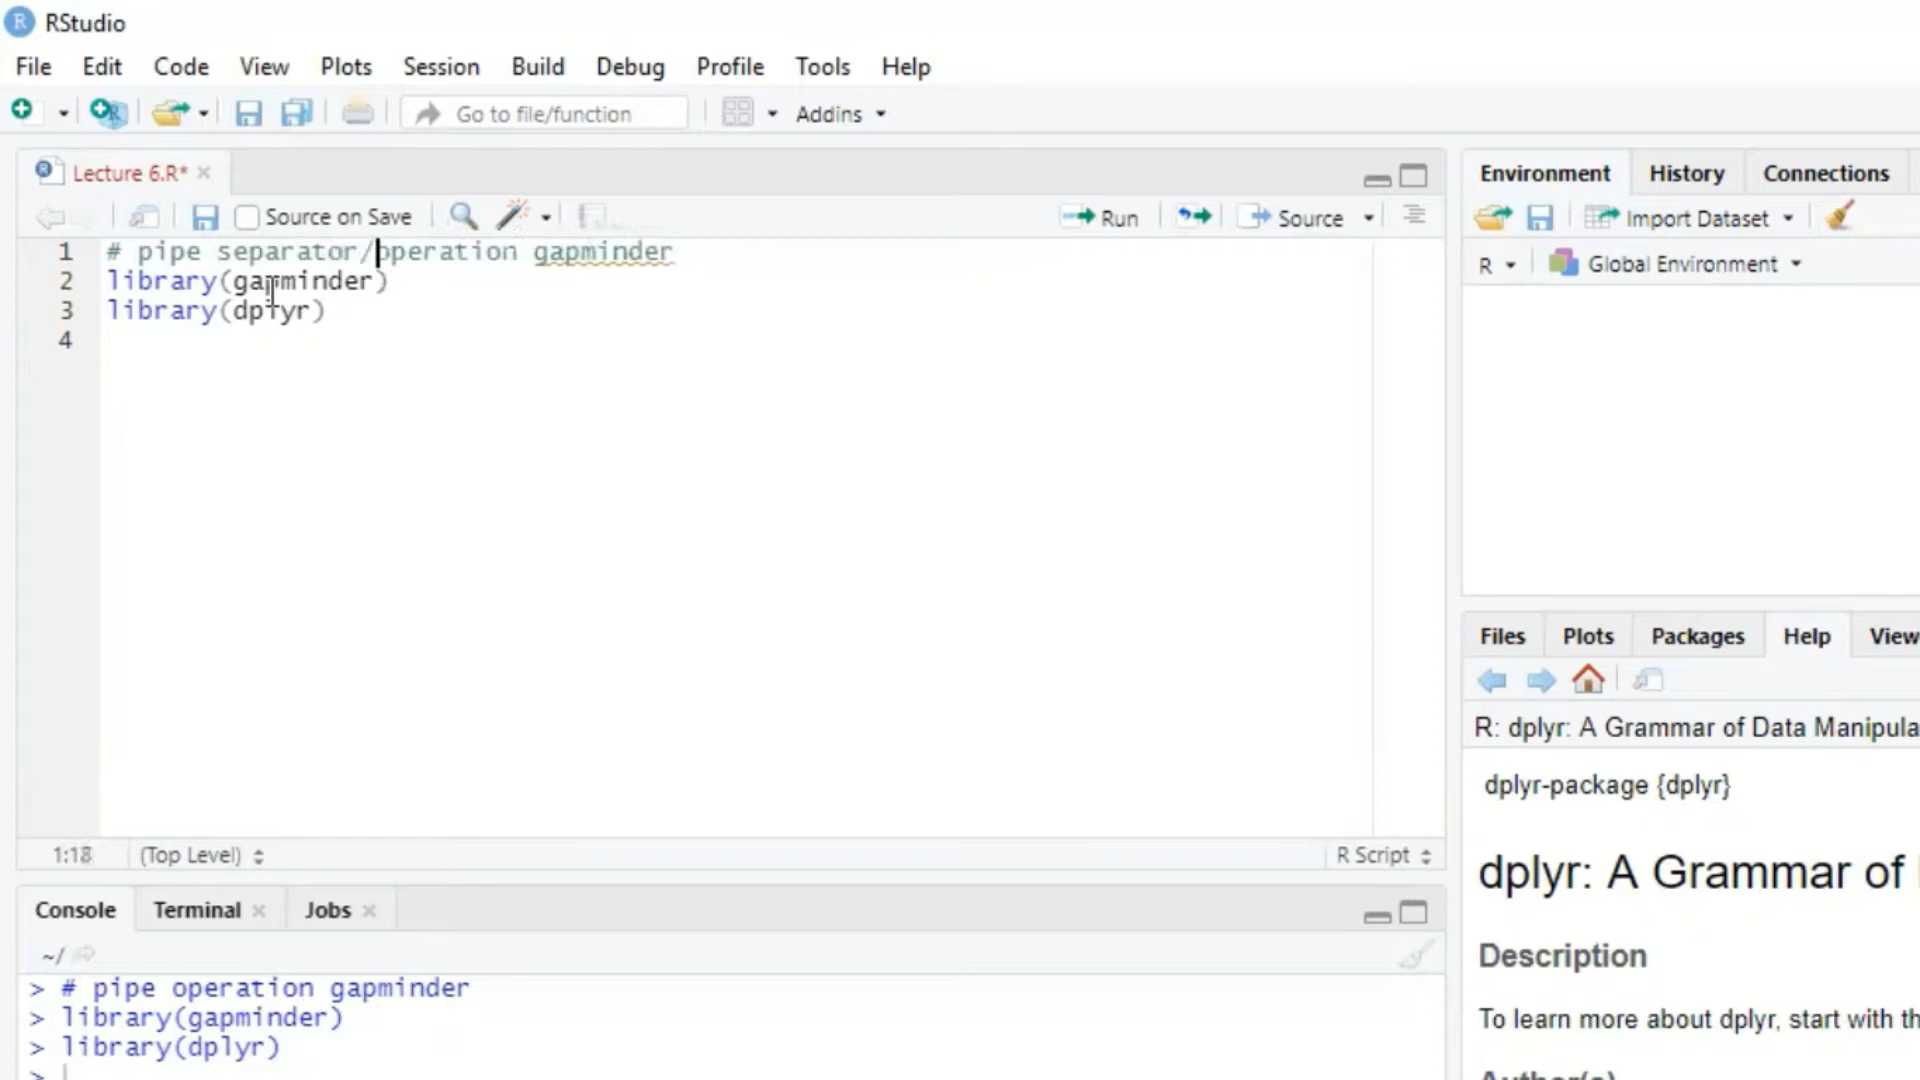 RStudio
File Edit Code View Plots Session Build Debug Profile Tools Help
Go to file/function Addins
Lecture 6.R*
Source on Save Run Source
1 # pipe separator/operation gapminder
2 library(gapminder)
3 library(dplyr)
4
1:18 (Top Level) R Script
Console Terminal Jobs
~/
> # pipe operation gapminder
> library(gapminder)
> library(dplyr)
>
Environment History Connections
Import Dataset
R Global Environment
Files Plots Packages Help View
R: dplyr: A Grammar of Data Manipula
dplyr-package {dplyr}
dplyr: A Grammar of
Description
To learn more about dplyr, start with th
Author(s)